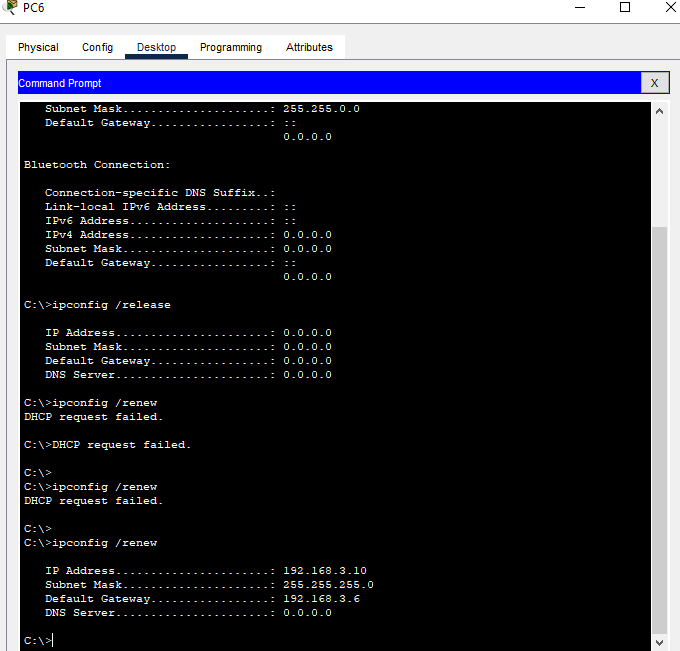 PC6
Physical Config Desktop Programming Attributes
Command Prompt
X
Subnet Mask.....................: 255.255.0.0
Default Gateway.................: ::
0.0.0.0
Bluetooth Connection:
Connection-specific DNS Suffix..:
Link-local IPv6 Address.........: ::
IPv6 Address....................: ::
IPv4 Address....................: 0.0.0.0
Subnet Mask.....................: 0.0.0.0
Default Gateway.................: ::
0.0.0.0
C:\>ipconfig /release
IP Address......................: 0.0.0.0
Subnet Mask.....................: 0.0.0.0
Default Gateway.................: 0.0.0.0
DNS Server......................: 0.0.0.0
C:\>ipconfig /renew
DHCP request failed.
C:\>DHCP request failed.
C:\>
C:\>ipconfig /renew
DHCP request failed.
C:\>
C:\>ipconfig /renew
IP Address......................: 192.168.3.10
Subnet Mask.....................: 255.255.255.0
Default Gateway.................: 192.168.3.6
DNS Server......................: 0.0.0.0
C:\>